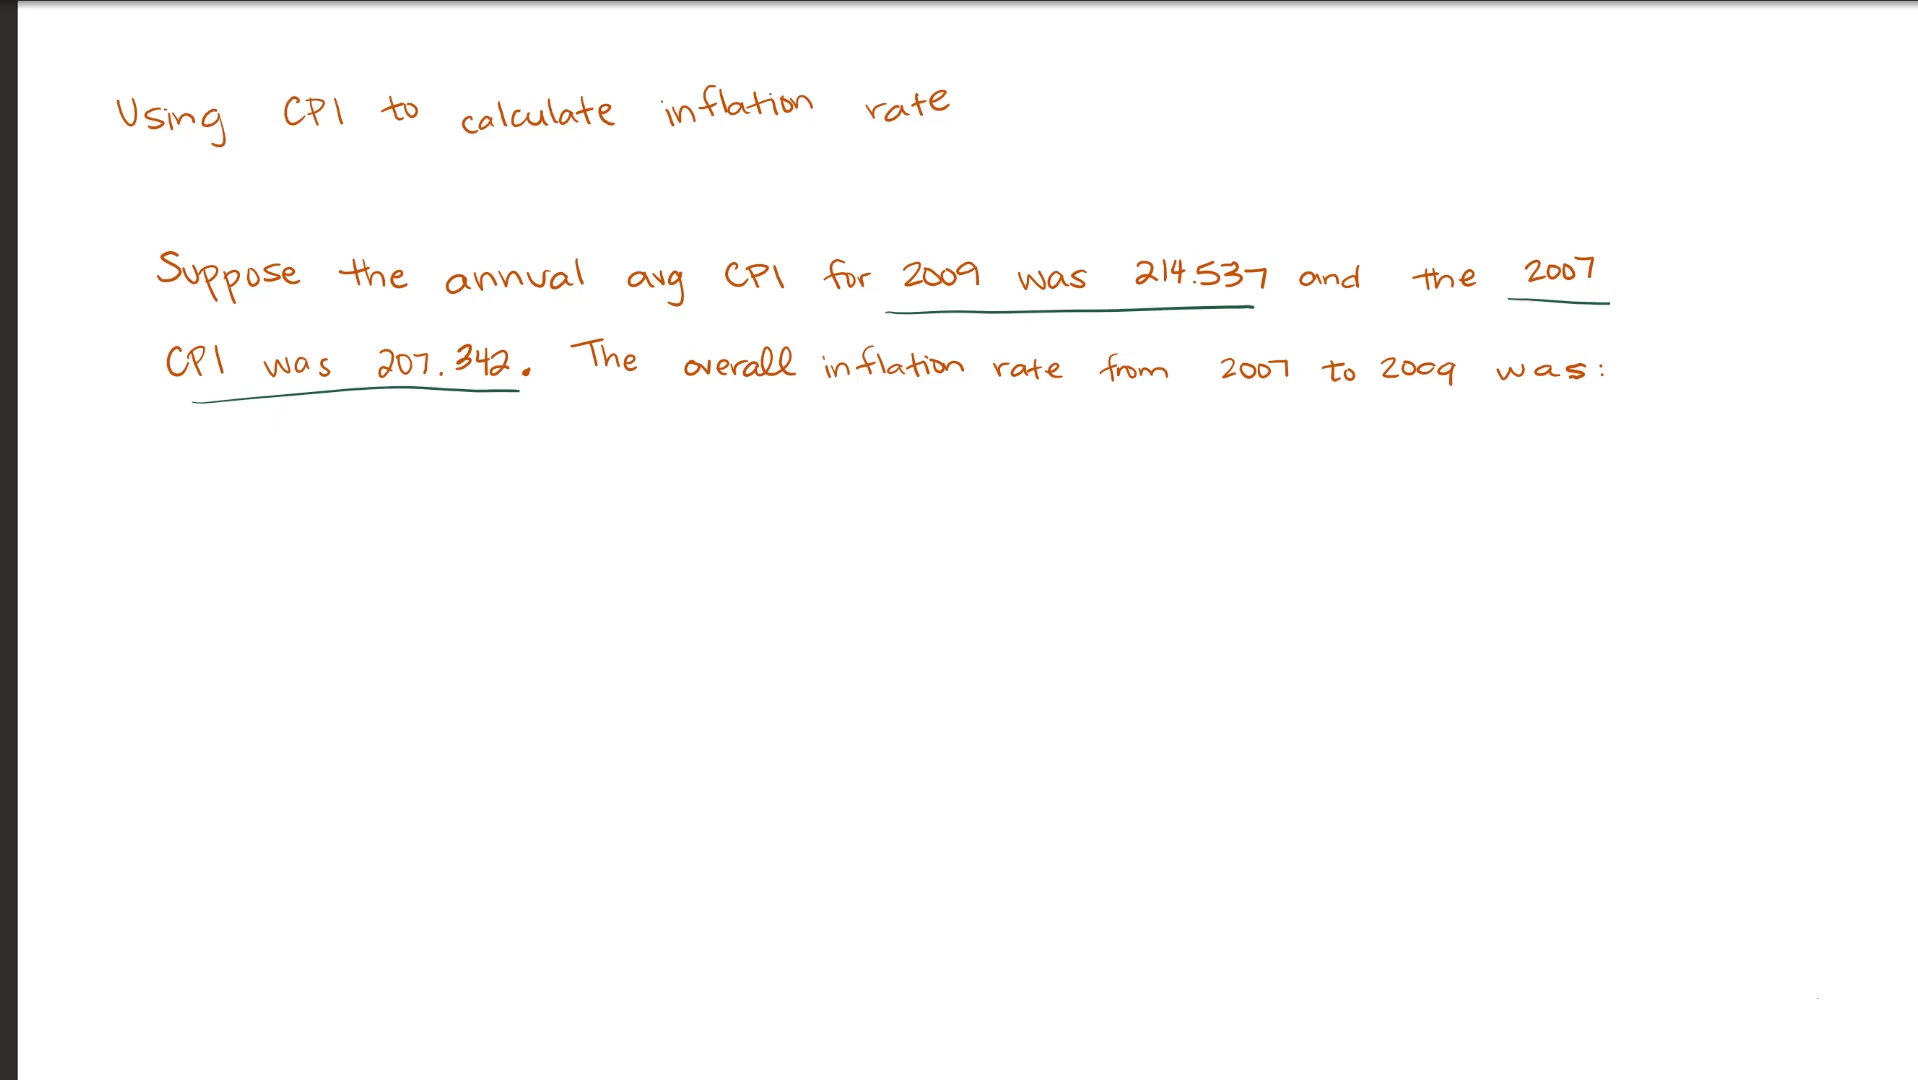 Using CPI to calculate inflation rate
Suppose the annual avg CPI for 2009 was 214.537 and the 2007
CPI was 207.342. The overall inflation rate from 2007 to 2009 was: